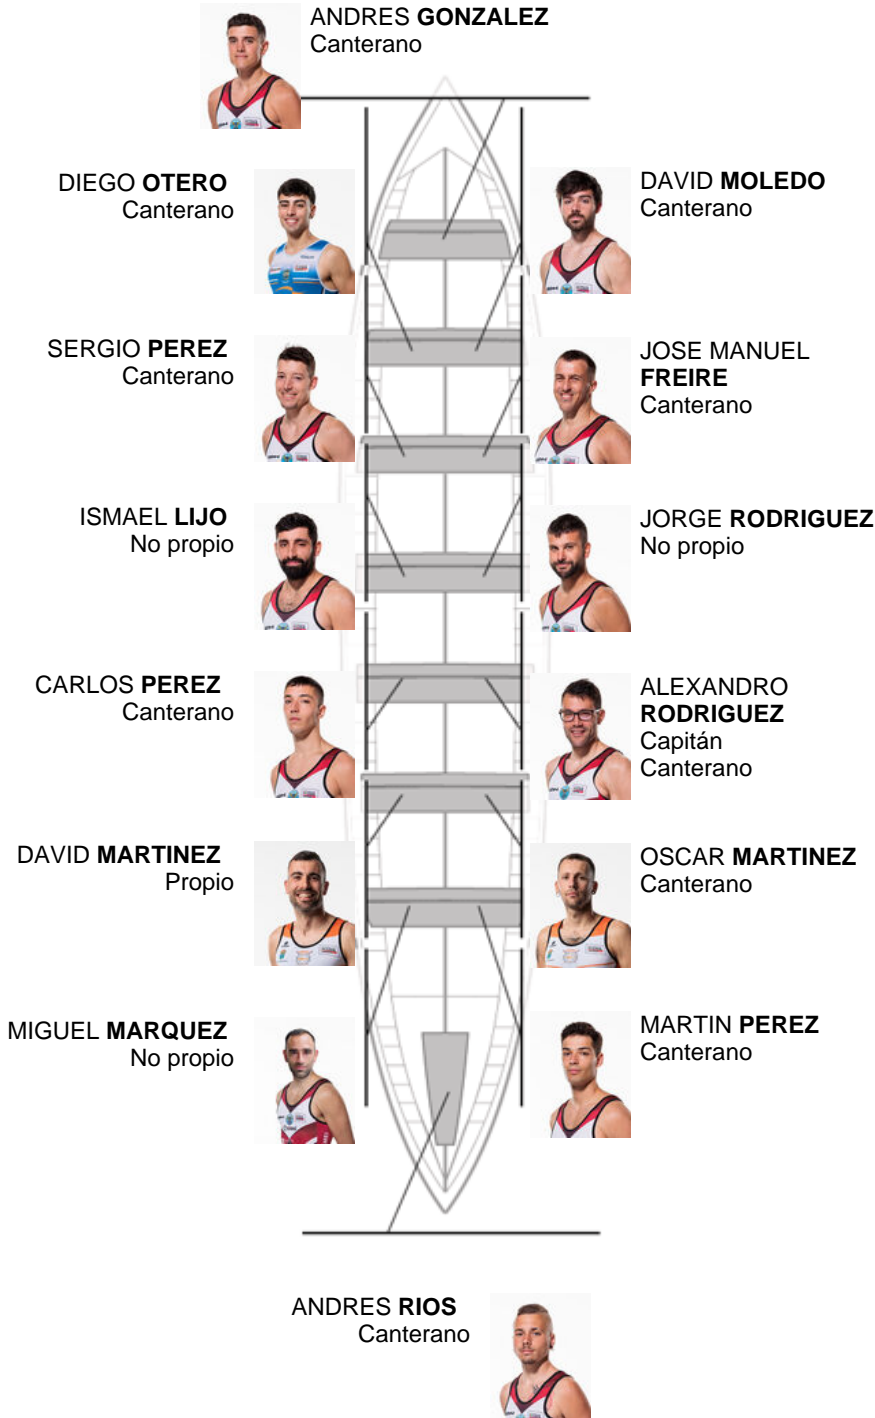 ANDRES GONZALEZ
Canterano
DIEGO OTERO
Canterano
DAVID MOLEDO
Canterano
SERGIO PEREZ
Canterano
JOSE MANUEL
FREIRE
Canterano
ISMAEL LIJO
No propio
JORGE RODRIGUEZ
No propio
CARLOS PEREZ
Canterano
ALEXANDRO
RODRIGUEZ
Capitán
Canterano
DAVID MARTINEZ
Propio
OSCAR MARTINEZ
Canterano
MIGUEL MARQUEZ
No propio
MARTIN PEREZ
Canterano
ANDRES RIOS
Canterano